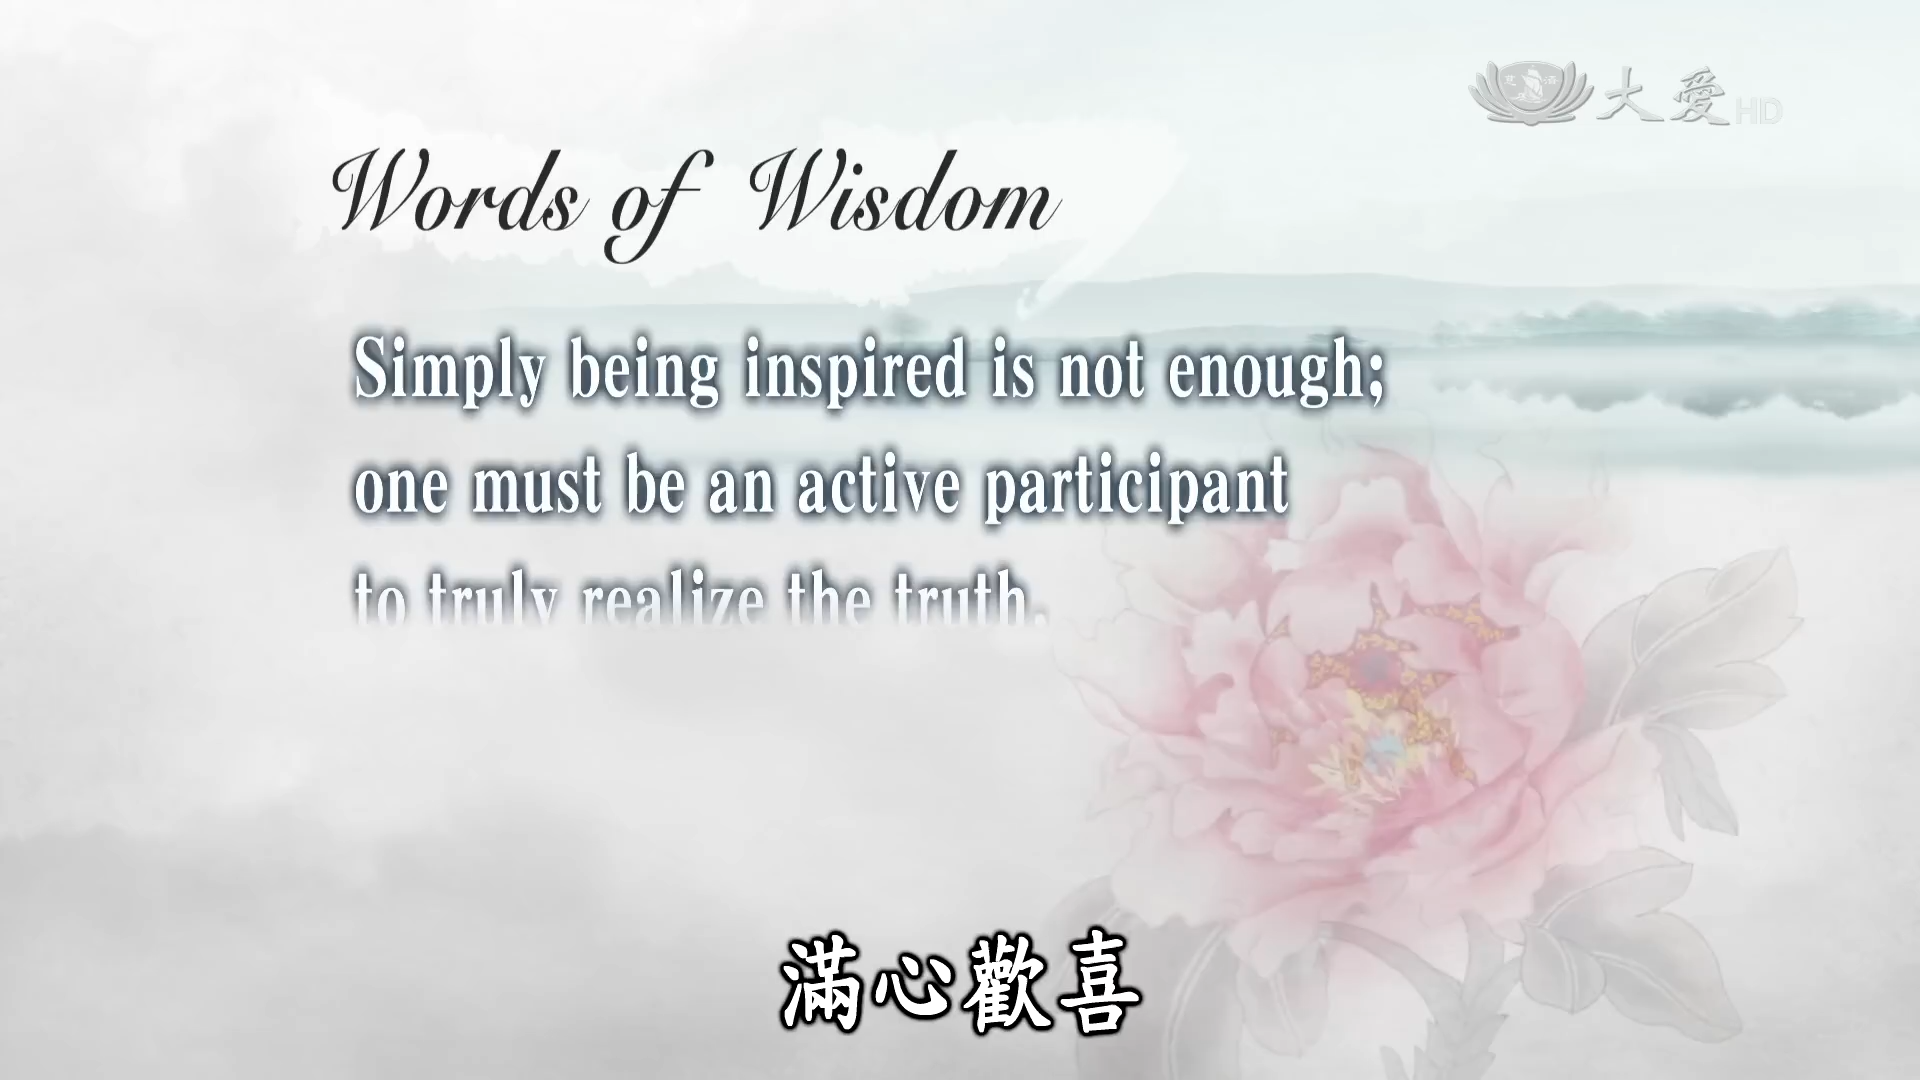 大愛HD
Words of Wisdom
Simply being inspired is not enough;
one must be an active participant
to truly realize the truth.
滿心歡喜